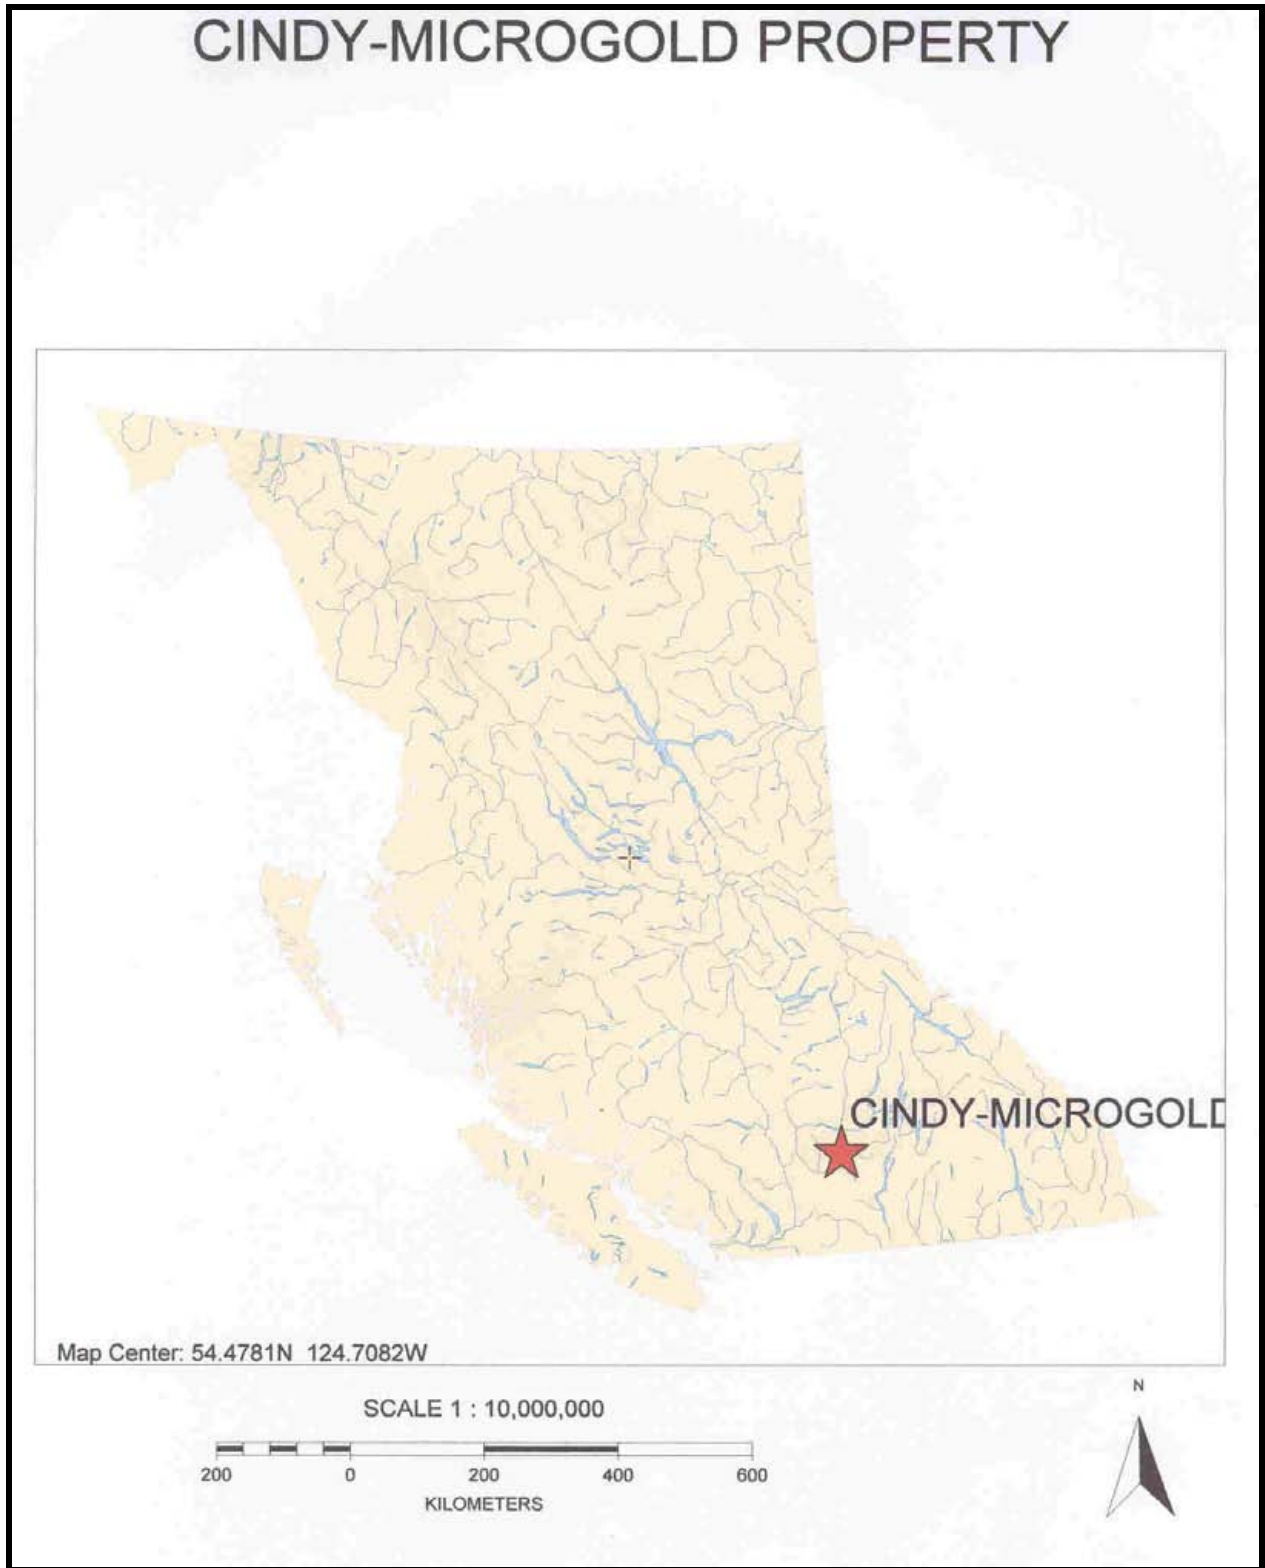 CINDY-MICROGOLD PROPERTY
CINDY-MICROGOLD
Map Center: 54.4781N 124.7082W
N
SCALE 1 : 10,000,000
200 0 200 400 600
KILOMETERS